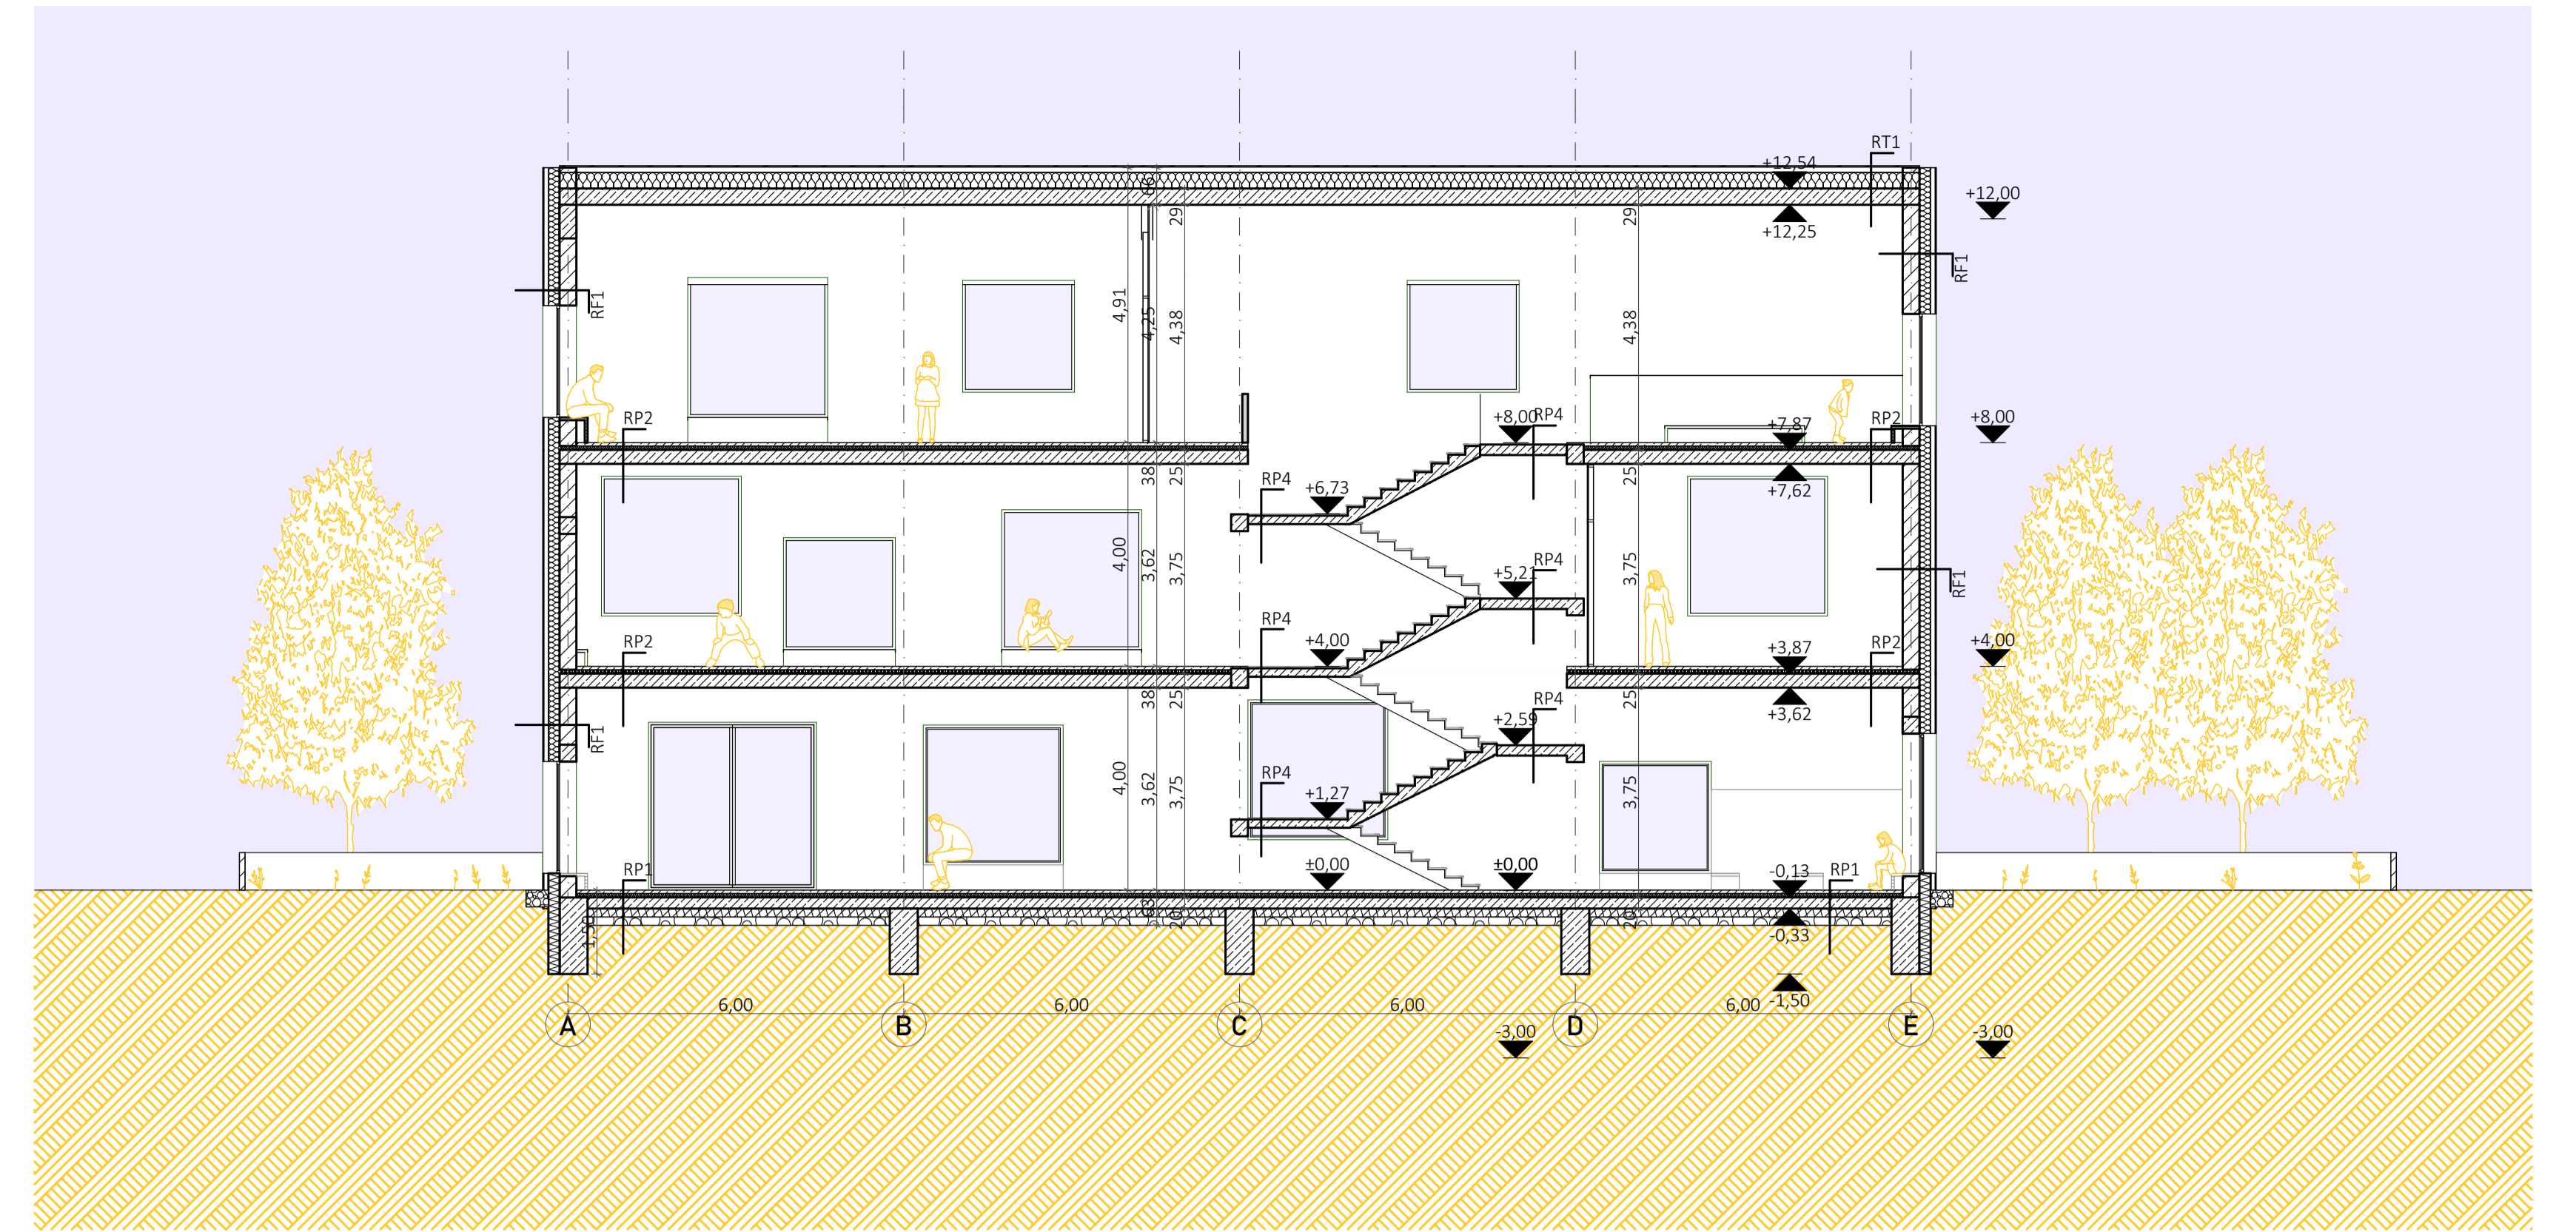 RT1
+12,54
+12,00
66
29
29
+12,25
RF1
RF1
4,91
4,25
4,38
4,38
RP2
+8,00
RP4
+7,87
RP2
+8,00
38
25
RP4
+6,73
25
+7,62
4,00
3,62
3,75
+5,21
RP4
3,75
RF1
RP2
RP4
+4,00
+3,87
RP2
+4,00
38
25
25
+3,62
RF1
+2,59
RP4
4,00
3,62
3,75
RP4
+1,27
3,75
RP1
±0,00
±0,00
-0,13
RP1
1,50
63
20
20
-0,33
6,00
6,00
6,00
6,00
-1,50
A
B
C
D
E
-3,00
-3,00